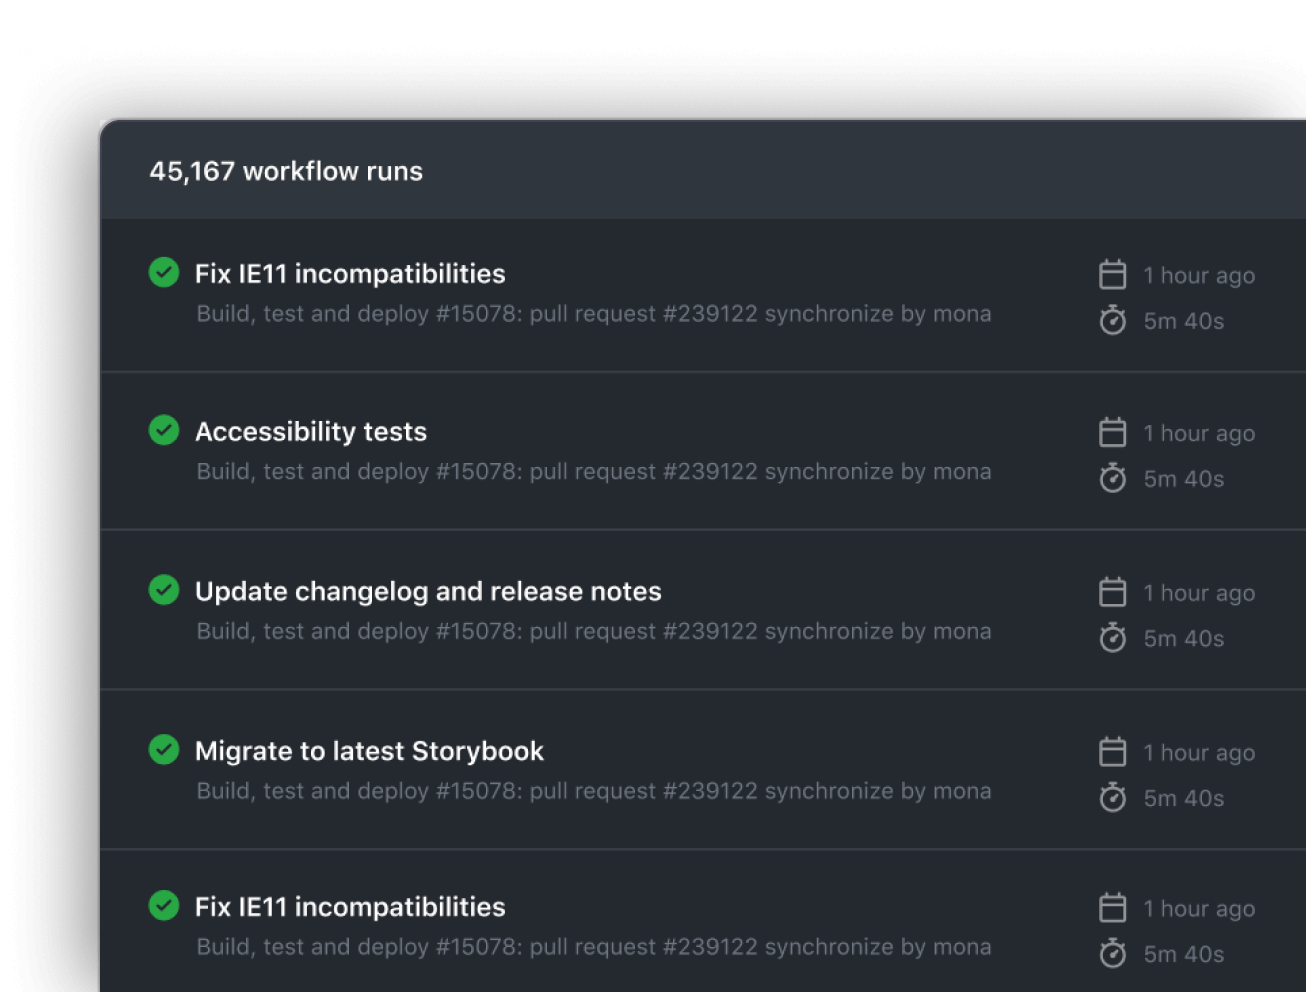 45,167 workflow runs
Fix IE11 incompatibilities
1 hour ago
Build, test and deploy #15078: pull request #239122 synchronize by mona
5m 40s
Accessibility tests
1 hour ago
Build, test and deploy #15078: pull request #239122 synchronize by mona
5m 40s
Update changelog and release notes
1 hour ago
Build, test and deploy #15078: pull request #239122 synchronize by mona
5m 40s
Migrate to latest Storybook
1 hour ago
Build, test and deploy #15078: pull request #239122 synchronize by mona
5m 40s
Fix IE11 incompatibilities
1 hour ago
Build, test and deploy #15078: pull request #239122 synchronize by mona
5m 40s